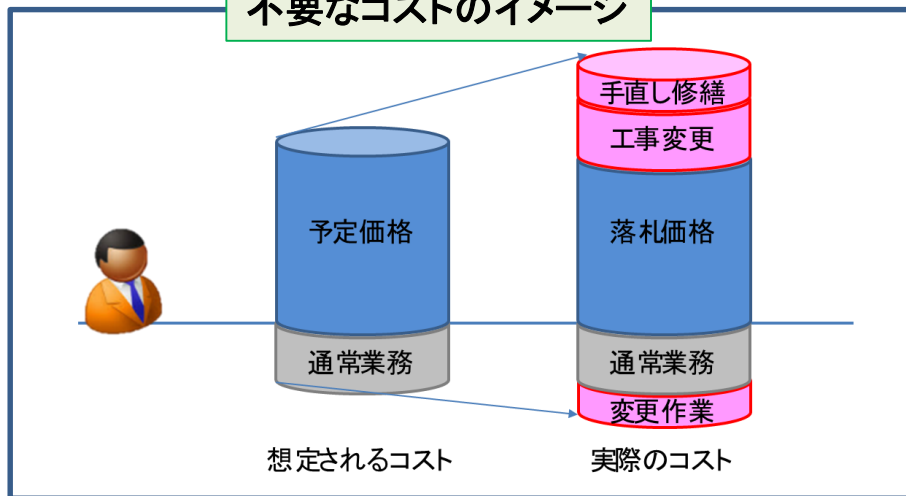 不要なコストのイメージ
手直し修繕
工事変更
予定価格
落札価格
通常業務
通常業務
変更作業
想定されるコスト
実際のコスト